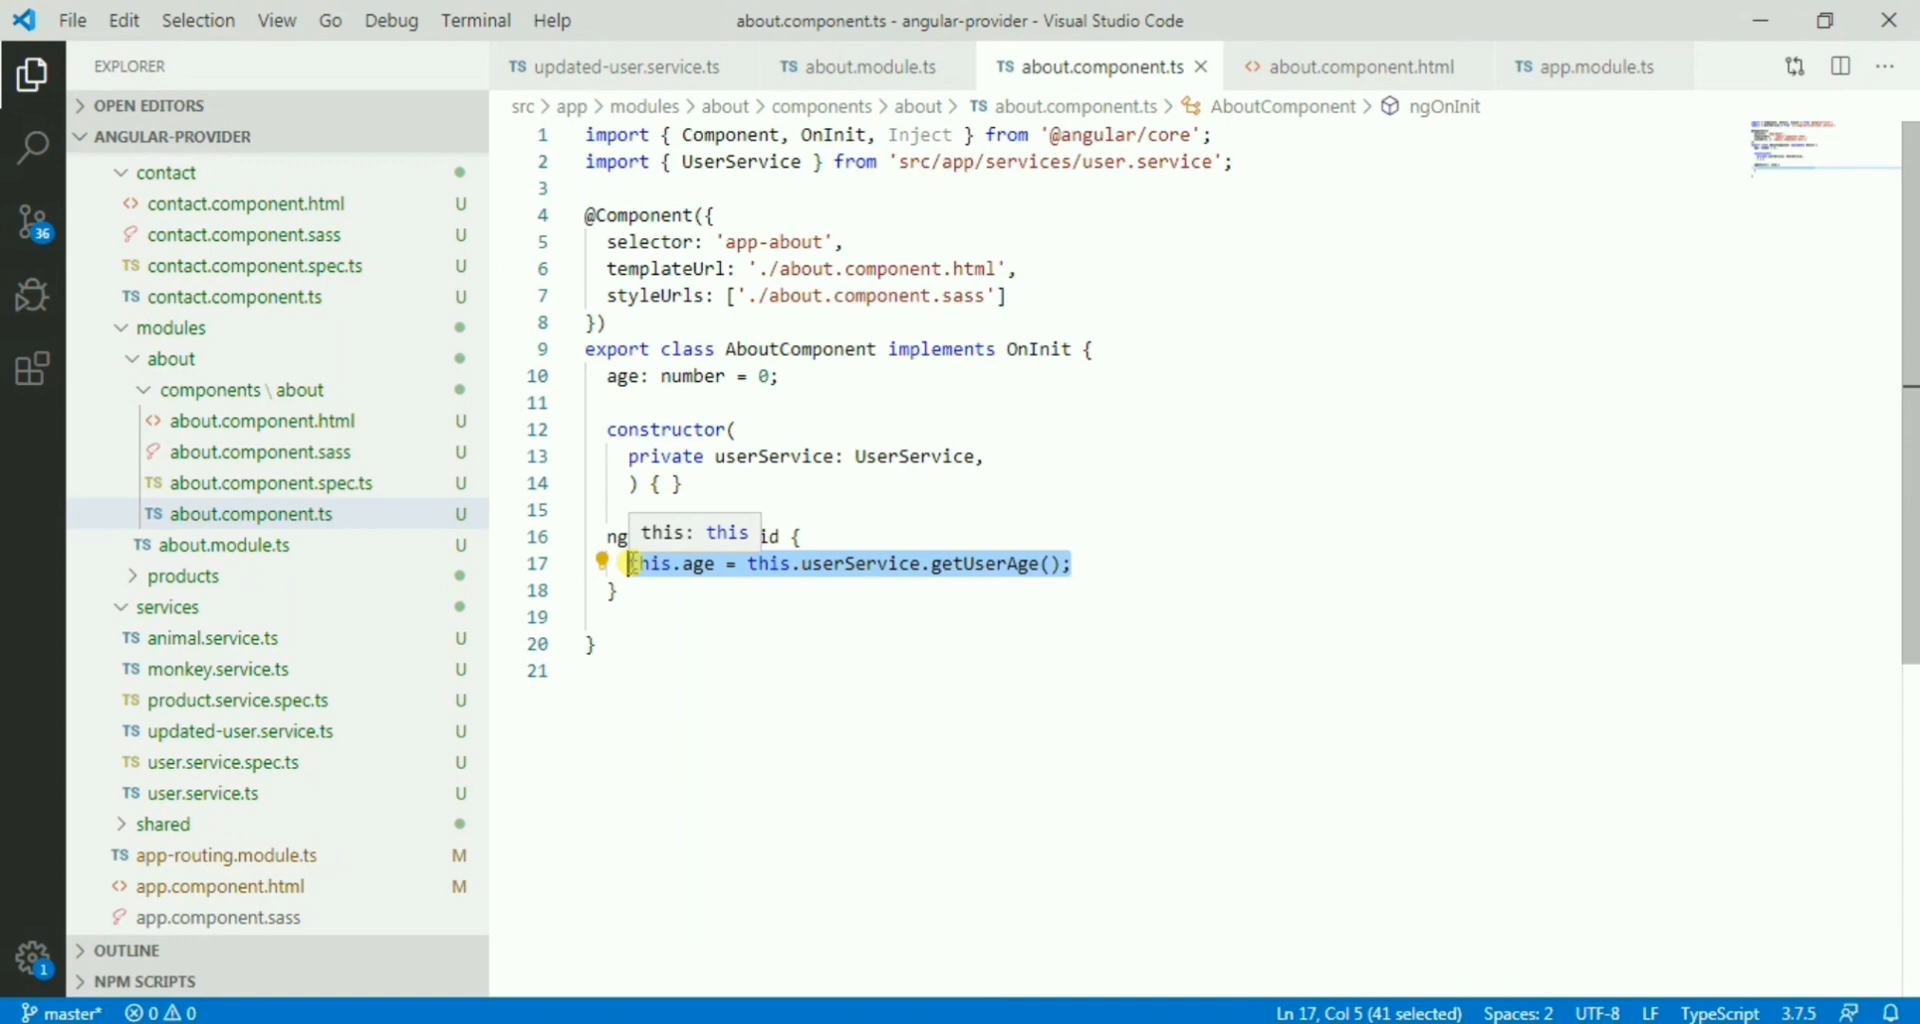 File Edit Selection View Go Debug Terminal Help about.component.ts - angular-provider - Visual Studio Code
EXPLORER
OPEN EDITORS
ANGULAR-PROVIDER
contact
contact.component.html U
contact.component.sass U
contact.component.spec.ts U
contact.component.ts U
modules
about
components \ about
about.component.html U
about.component.sass U
about.component.spec.ts U
about.component.ts U
about.module.ts U
products
services
animal.service.ts U
monkey.service.ts U
product.service.spec.ts U
updated-user.service.ts U
user.service.spec.ts U
user.service.ts U
shared
app-routing.module.ts M
app.component.html M
app.component.sass
OUTLINE
NPM SCRIPTS
36
1
TS updated-user.service.ts TS about.module.ts TS about.component.ts <> about.component.html TS app.module.ts
src > app > modules > about > components > about > TS about.component.ts > AboutComponent > ngOnInit
1 import { Component, OnInit, Inject } from '@angular/core';
2 import { UserService } from 'src/app/services/user.service';
3
4 @Component({
5 selector: 'app-about',
6 templateUrl: './about.component.html',
7 styleUrls: ['./about.component.sass']
8 })
9 export class AboutComponent implements OnInit {
10 age: number = 0;
11
12 constructor(
13 private userService: UserService,
14 ) { }
15
this: this
16 ng id {
17 this.age = this.userService.getUserAge();
18 }
19
20 }
21
master* 0 0 Ln 17, Col 5 (41 selected) Spaces: 2 UTF-8 LF TypeScript 3.7.5